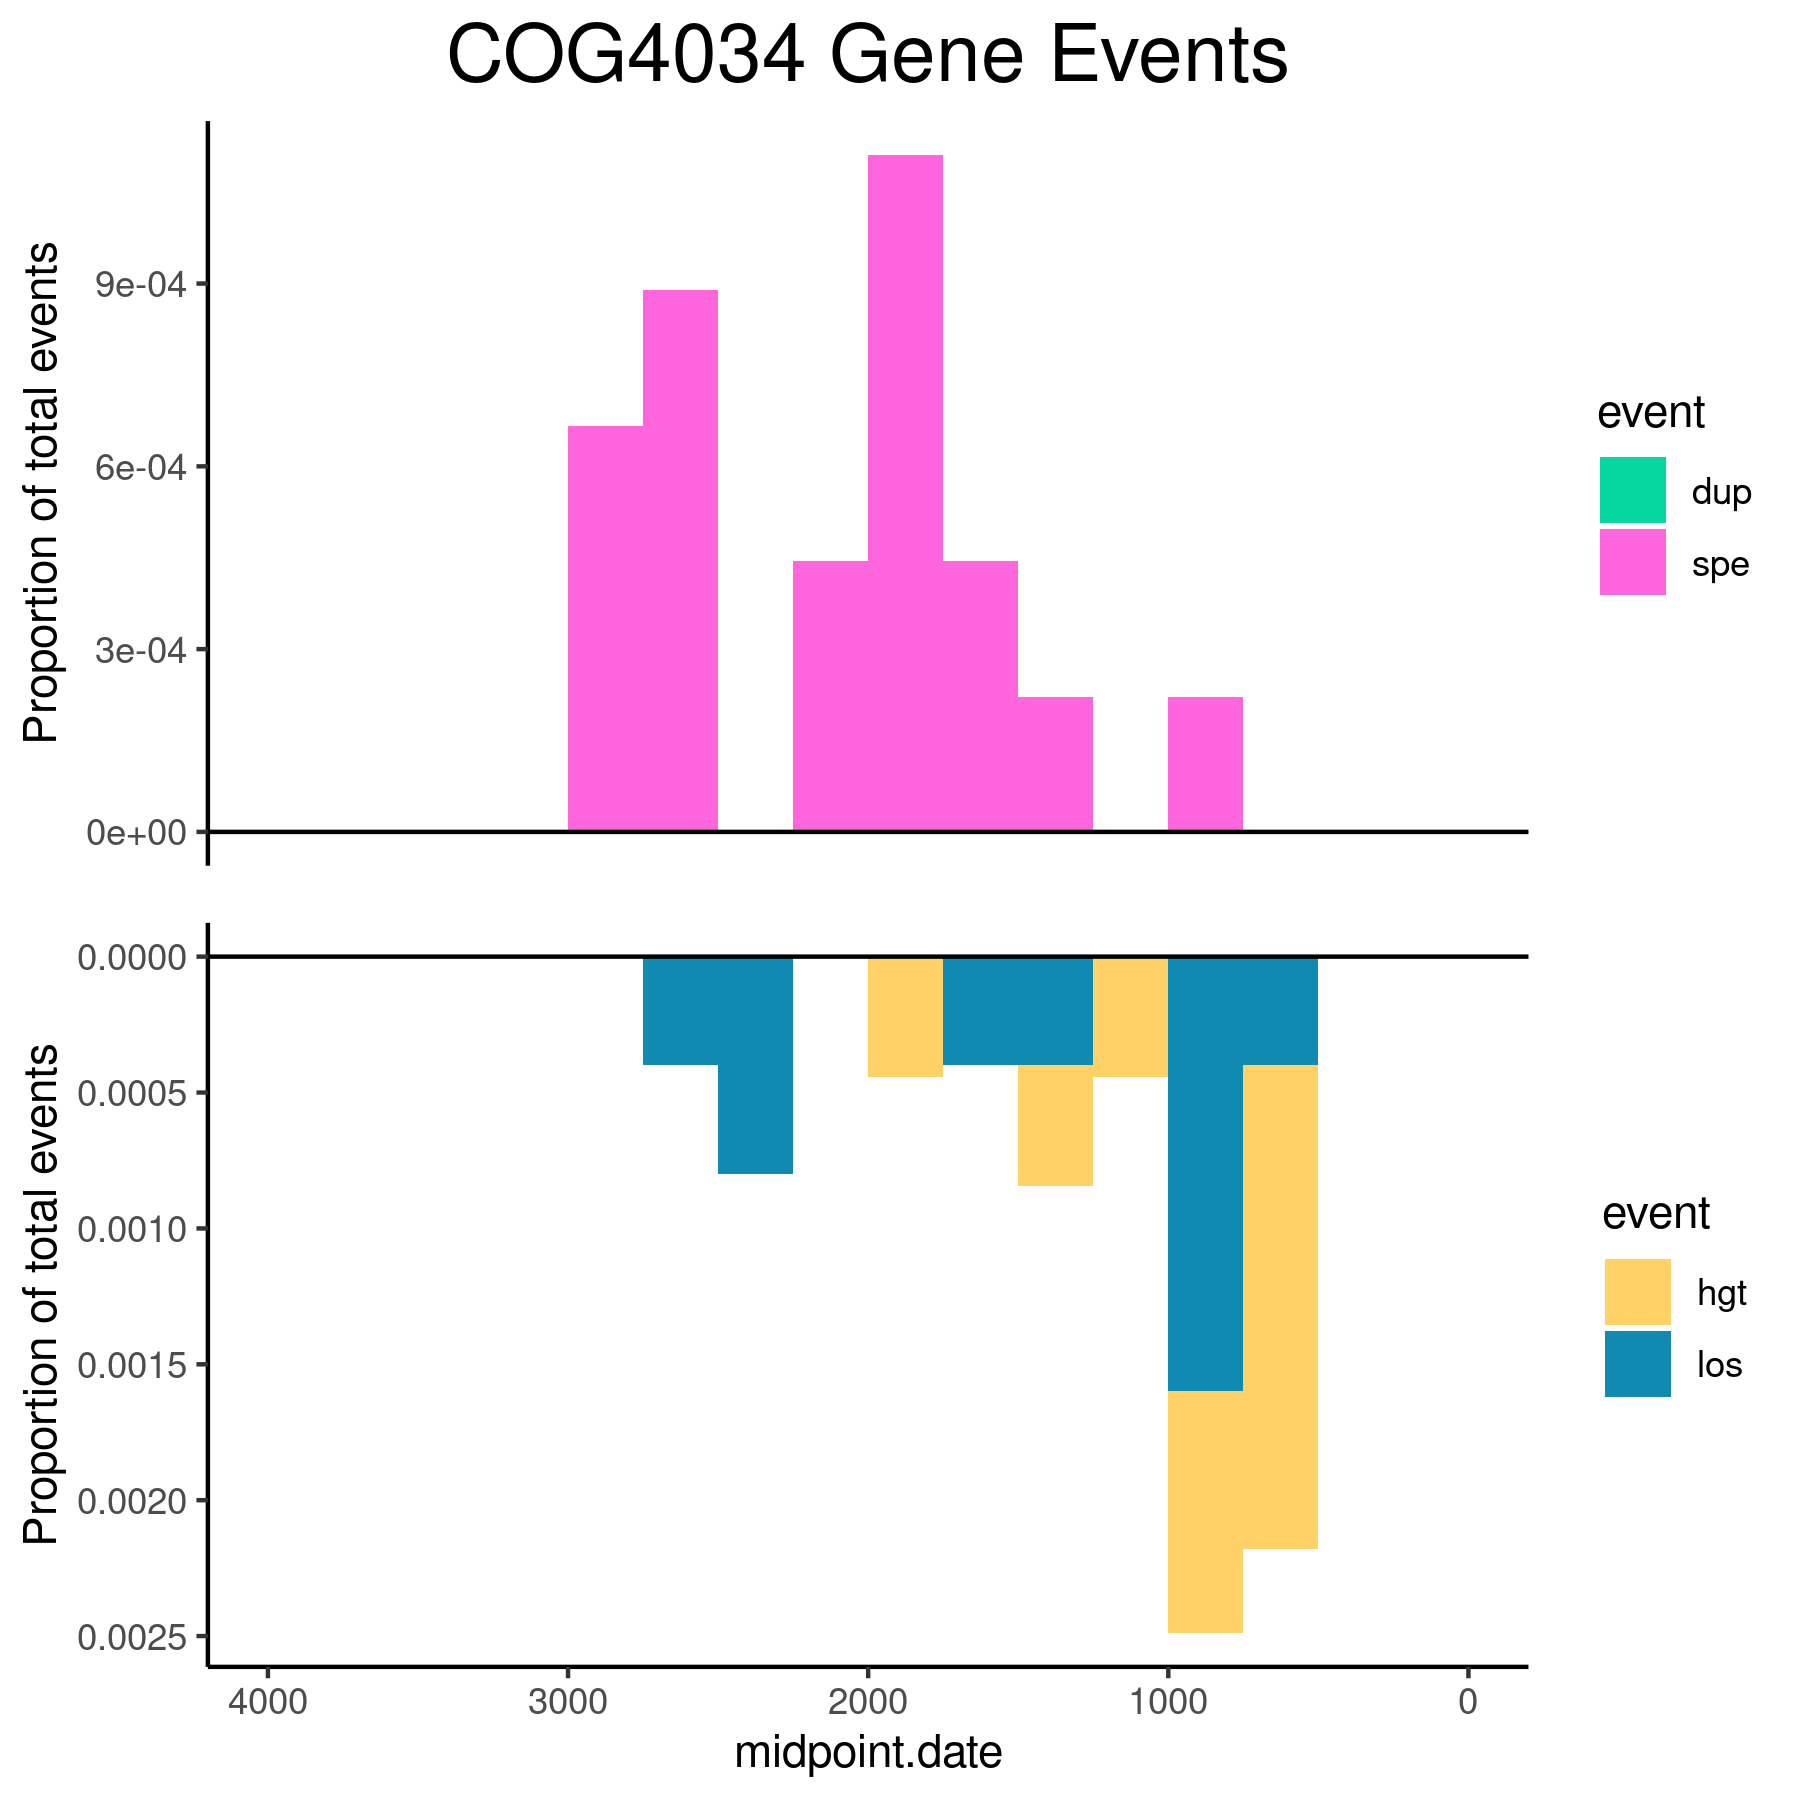 COG4034 Gene Events
Proportion of total events
9e-04
6e-04
3e-04
0e+00
event
dup
spe
Proportion of total events
0.0000
0.0005
0.0010
0.0015
0.0020
0.0025
event
hgt
los
4000 3000 2000 1000 0
midpoint.date